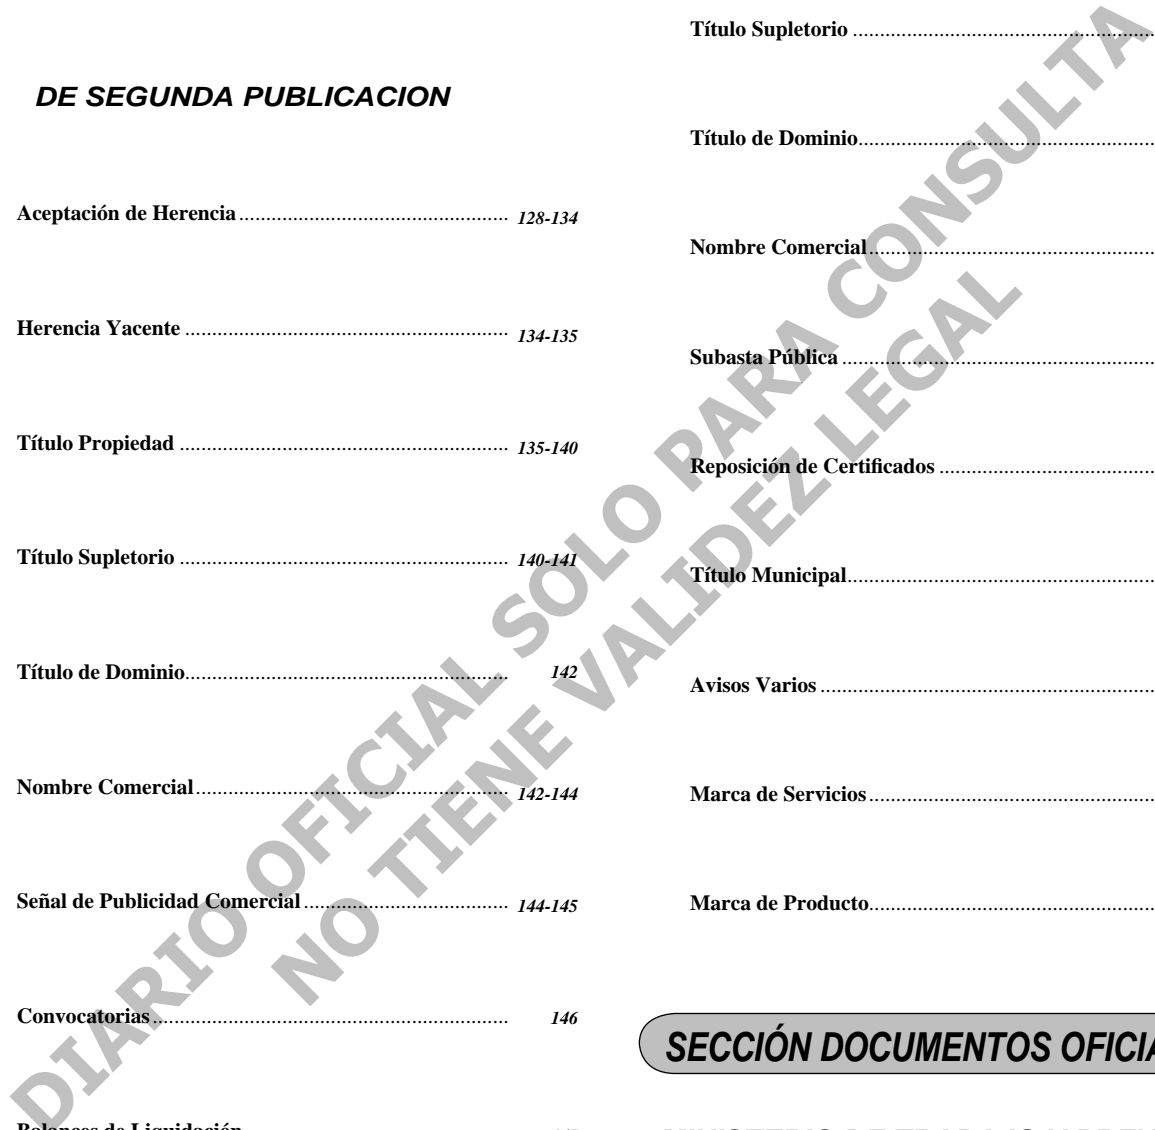 DE SEGUNDA PUBLICACION
Aceptación de Herencia ................................................. 128-134
Herencia Yacente ........................................................... 134-135
Título Propiedad ............................................................ 135-140
Título Supletorio ............................................................ 140-141
Título de Dominio........................................................... 142
Nombre Comercial ......................................................... 142-144
Señal de Publicidad Comercial ..................................... 144-145
Convocatorias ................................................................. 146
Balances de Liquidación
Título Supletorio .......................................................
Título de Dominio......................................................
Nombre Comercial....................................................
Subasta Pública .........................................................
Reposición de Certificados .......................................
Título Municipal........................................................
Avisos Varios .............................................................
Marca de Servicios ....................................................
Marca de Producto....................................................
SECCIÓN DOCUMENTOS
DIARIO OFICIAL SOLO PARA CONSULTA
NO TIENE VALIDEZ LEGAL